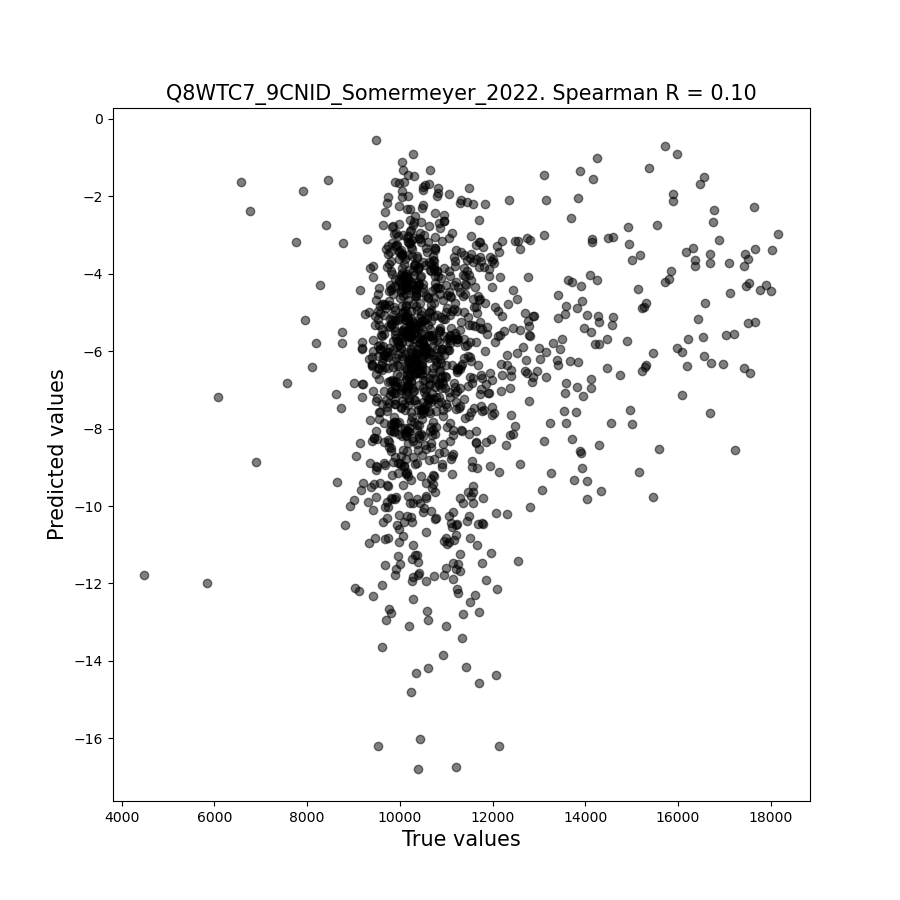 Q8WTC7_9CNID_Somermeyer_2022. Spearman R = 0.10
0
−2
−4
−6
−8
−10
−12
−14
−16
Predicted values
4000 6000 8000 10000 12000 14000 16000 18000
True values